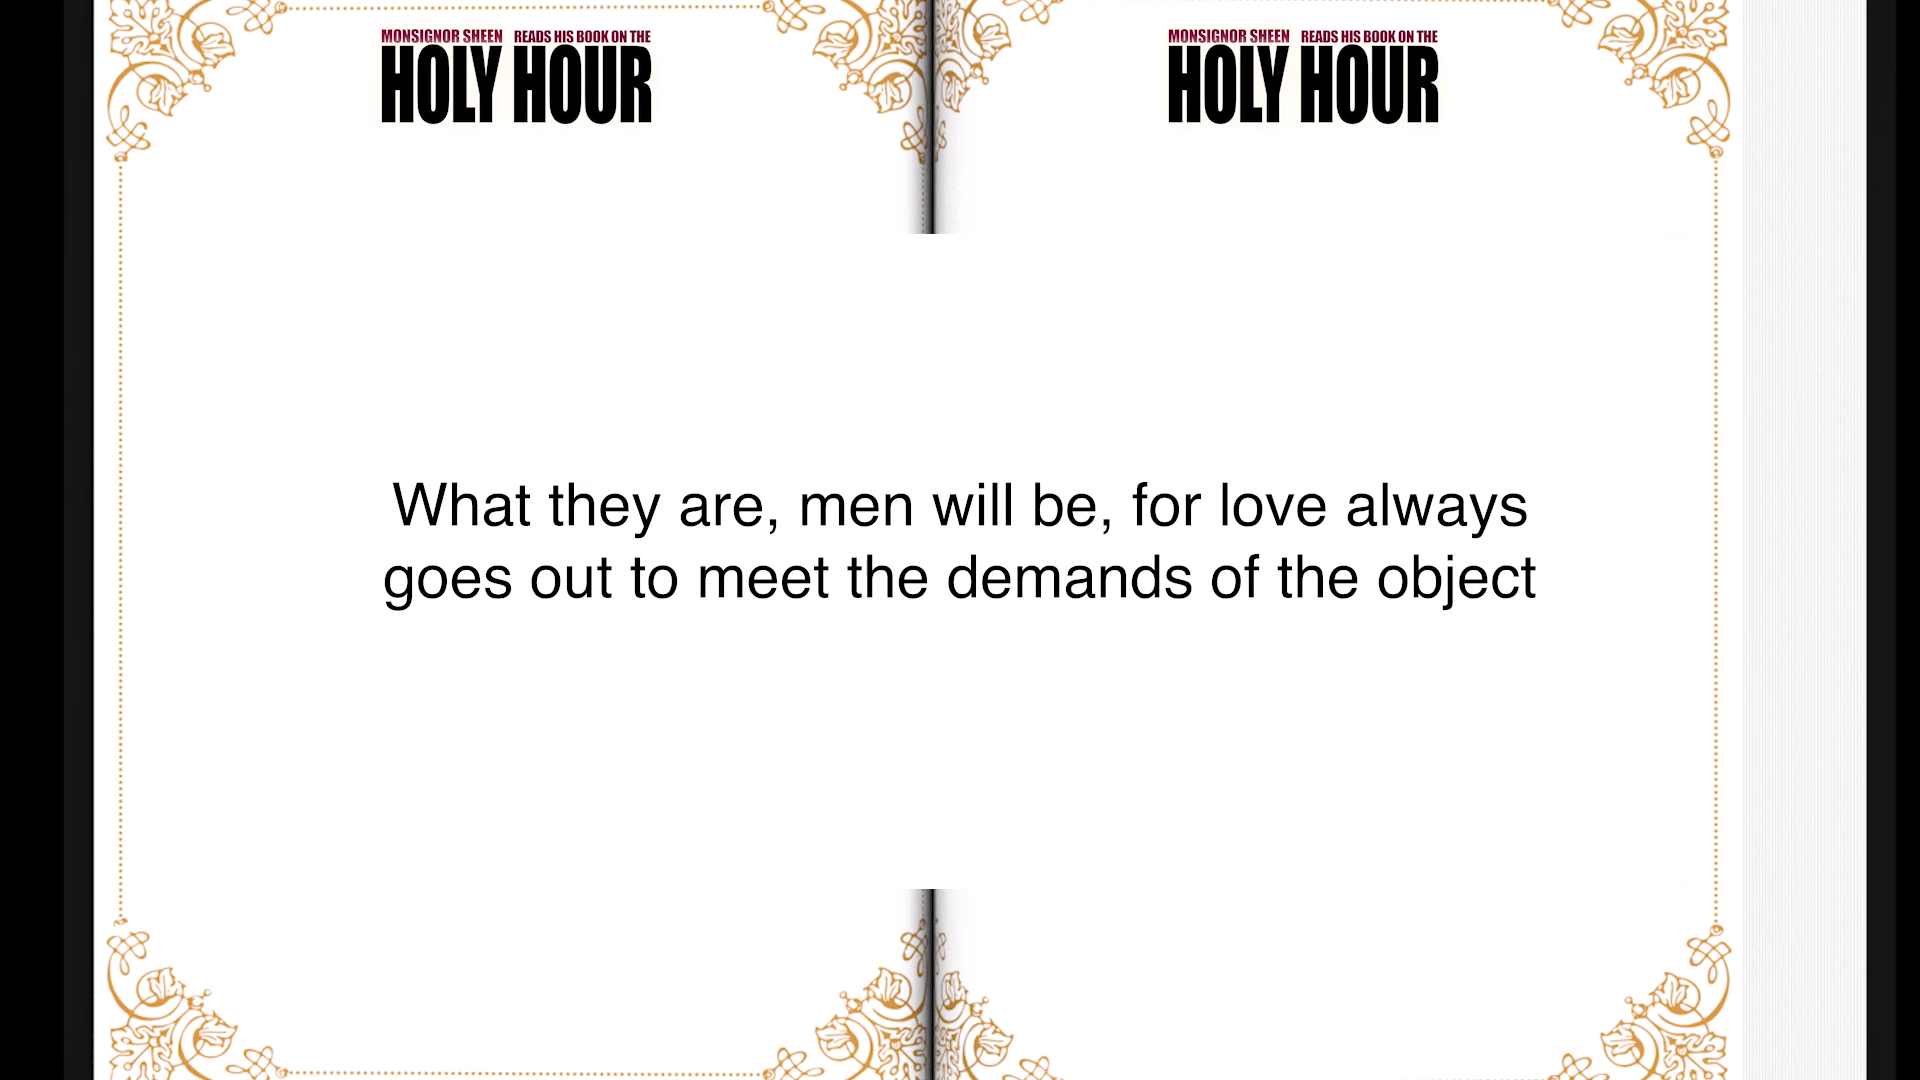 MONSIGNOR SHEEN READS HIS BOOK ON THE
HOLY HOUR
MONSIGNOR SHEEN READS HIS BOOK ON THE
HOLY HOUR
What they are, men will be, for love always
goes out to meet the demands of the object